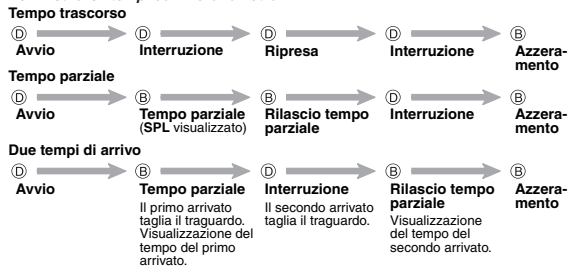 Tempo trascorso
D D D D B
Avvio Interruzione Ripresa Interruzione Azzera-
mento
Tempo parziale
D B B D B
Avvio Tempo parziale Rilascio tempo Interruzione Azzera-
(SPL visualizzato) parziale mento
Due tempi di arrivo
D B D B B
Avvio Tempo parziale Interruzione Rilascio tempo Azzera-
parziale mento
Il primo arrivato Il secondo arrivato
taglia il traguardo. taglia il traguardo. Visualizzazione
Visualizzazione del del tempo del
tempo del primo secondo arrivato.
arrivato.